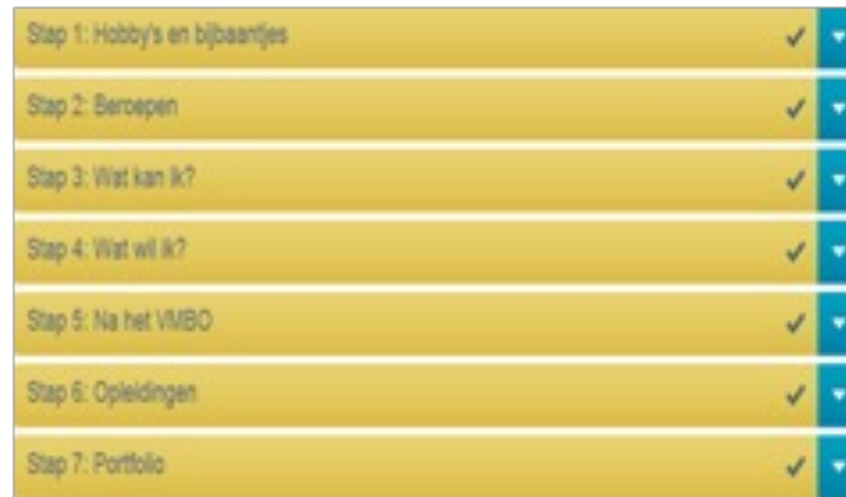 Stap 1: Hobby's en bijbaantjes
Stap 2: Beroepen
Stap 3: Wat kan ik?
Stap 4: Wat wil ik?
Stap 5: Na het VMBO
Stap 6: Opleidingen
Stap 7: Portfolio